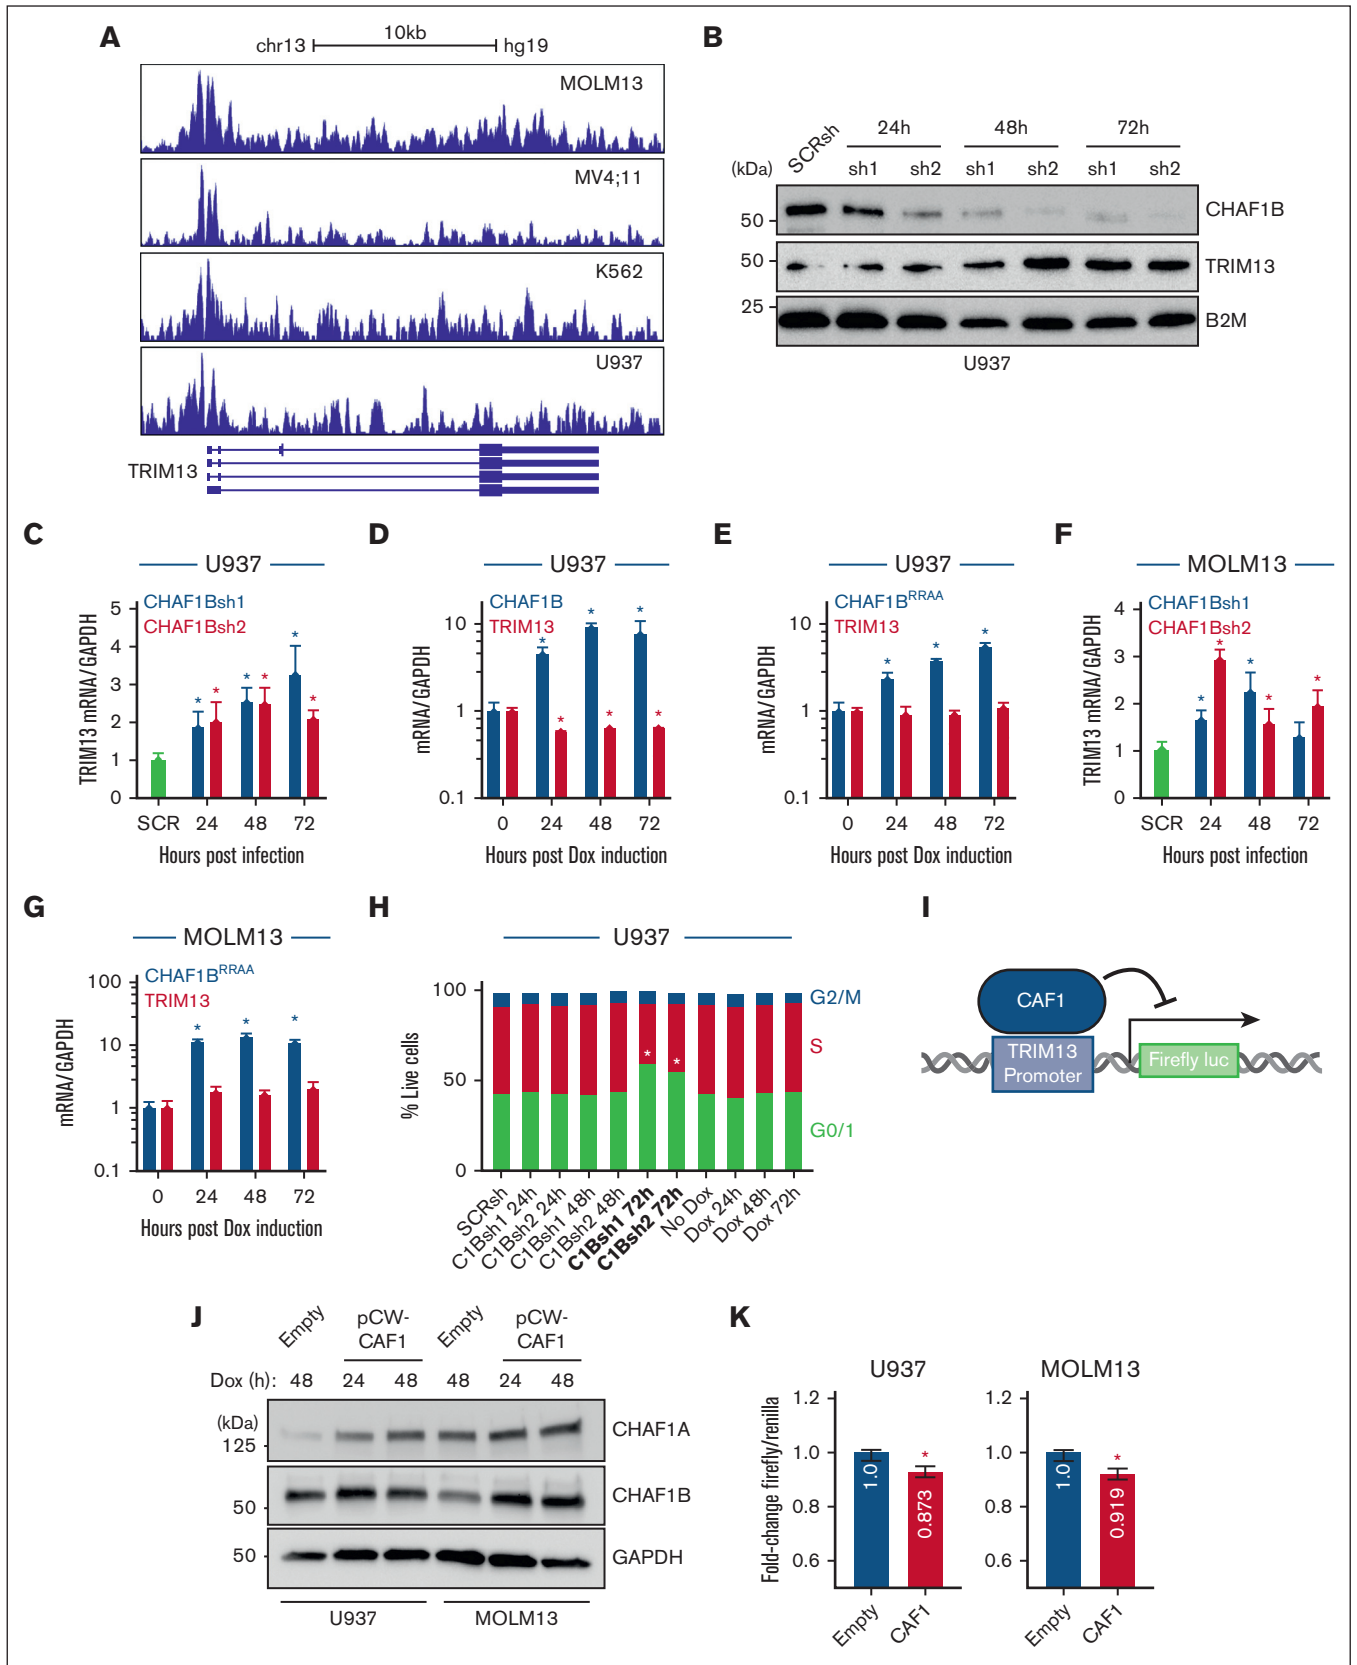 A
chr13
10kb
hg19
MOLM13
MV4;11
K562
U937
TRIM13
B
SCRsh
24h
48h
72h
(kDa)
sh1
sh2
sh1
sh2
sh1
sh2
50
CHAF1B
50
TRIM13
25
B2M
U937
C
U937
CHAF1Bsh1
CHAF1Bsh2
TRIM13 mRNA/GAPDH
5
4
3
2
1
0
* * * * * *
SCR 24 48 72
Hours post infection
D
U937
CHAF1B
TRIM13
mRNA/GAPDH
10
1
0.1
* * * * * *
0 24 48 72
Hours post Dox induction
E
U937
CHAF1B^RRAA
TRIM13
mRNA/GAPDH
10
1
0.1
* * *
0 24 48 72
Hours post Dox induction
F
MOLM13
CHAF1Bsh1
CHAF1Bsh2
TRIM13 mRNA/GAPDH
4
3
2
1
0
* * * * *
SCR 24 48 72
Hours post infection
G
MOLM13
CHAF1B^RRAA
TRIM13
mRNA/GAPDH
100
10
1
0.1
* * *
0 24 48 72
Hours post Dox induction
H
U937
% Live cells
100
50
0
* *
G2/M
S
G0/1
SCRsh
C1Bsh1 24h
C1Bsh2 24h
C1Bsh1 48h
C1Bsh2 48h
C1Bsh1 72h
C1Bsh2 72h
No Dox
Dox 24h
Dox 48h
Dox 72h
I
CAF1
TRIM13
Promoter
Firefly luc
J
Empty
pCW-
CAF1
Empty
pCW-
CAF1
Dox (h): 48 24 48 48 24 48
(kDa)
125
CHAF1A
50
CHAF1B
50
GAPDH
U937
MOLM13
K
U937
Fold-change firefly/renilla
1.2
1.0
0.8
0.6
1.0
*
0.873
Empty
CAF1
MOLM13
1.2
1.0
0.8
0.6
1.0
*
0.919
Empty
CAF1